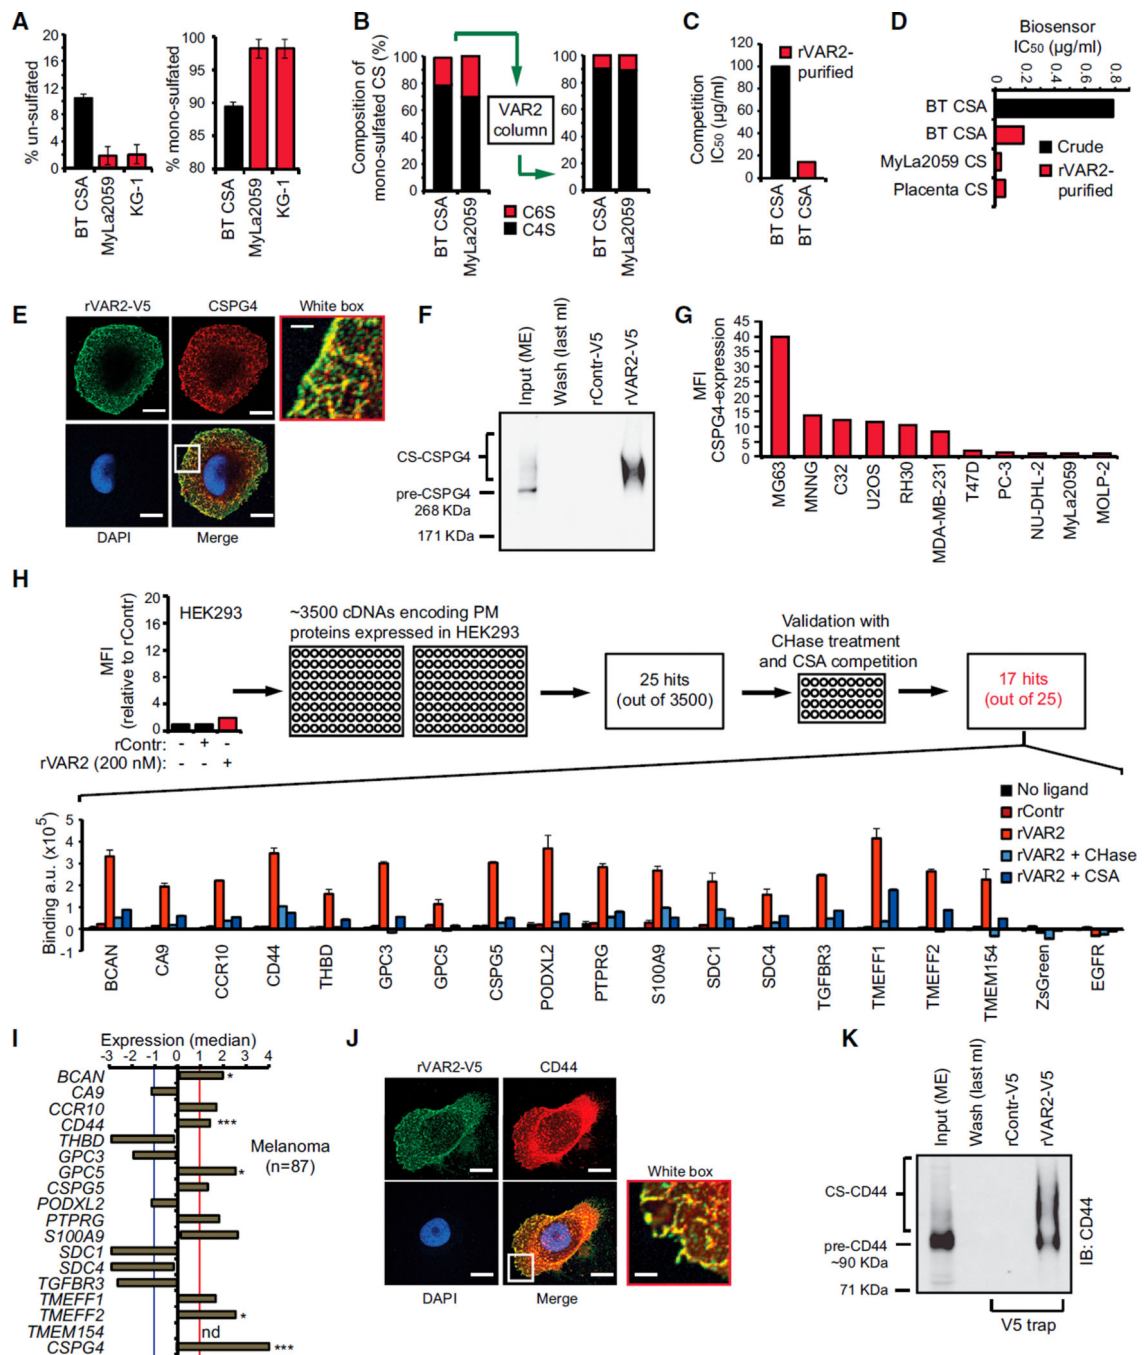 A
% un-sulfated
20
16
12
8
4
0
BT CSA
MyLa2059
KG-1
% mono-sulfated
100
95
90
85
80
BT CSA
MyLa2059
KG-1
B
Composition of
mono-sulfated CS (%)
100
80
60
40
20
0
BT CSA
MyLa2059
VAR2
column
C6S
C4S
100
80
60
40
20
0
BT CSA
MyLa2059
C
Competition
IC50 (µg/ml)
120
100
80
60
40
20
0
rVAR2-
purified
BT CSA
BT CSA
D
Biosensor
IC50 (µg/ml)
0
0.2
0.4
0.6
0.8
BT CSA
BT CSA
MyLa2059 CS
Placenta CS
Crude
rVAR2-
purified
E
rVAR2-V5
CSPG4
White box
DAPI
Merge
F
Input (ME)
Wash (last ml)
rContr-V5
rVAR2-V5
CS-CSPG4
pre-CSPG4
268 KDa
171 KDa
G
MFI
CSPG4-expression
45
40
35
30
25
20
15
10
5
0
MG63
MNNG
C32
U2OS
RH30
MDA-MB-231
T47D
PC-3
NU-DHL-2
MyLa2059
MOLP-2
H
MFI
(relative to rContr)
20
16
12
8
4
0
HEK293
rContr: - + -
rVAR2 (200 nM): - - +
~3500 cDNAs encoding PM
proteins expressed in HEK293
25 hits
(out of 3500)
Validation with
CHase treatment
and CSA competition
17 hits
(out of 25)
Binding a.u. (x10⁵)
5
4
3
2
1
0
-1
No ligand
rContr
rVAR2
rVAR2 + CHase
rVAR2 + CSA
BCAN
CA9
CCR10
CD44
THBD
GPC3
GPC5
CSPG5
PODXL2
PTPRG
S100A9
SDC1
SDC4
TGFBR3
TMEFF1
TMEFF2
TMEM154
ZsGreen
EGFR
I
Expression (median)
-3 -2 -1 0 1 2 3 4
BCAN *
CA9
CCR10
CD44 ***
THBD
GPC3
GPC5 *
CSPG5
PODXL2
PTPRG
S100A9
SDC1
SDC4
TGFBR3
TMEFF1
TMEFF2 *
TMEM154 nd
CSPG4 ***
Melanoma
(n=87)
J
rVAR2-V5
CD44
White box
DAPI
Merge
K
Input (ME)
Wash (last ml)
rContr-V5
rVAR2-V5
CS-CD44
pre-CD44
~90 KDa
71 KDa
IB: CD44
V5 trap